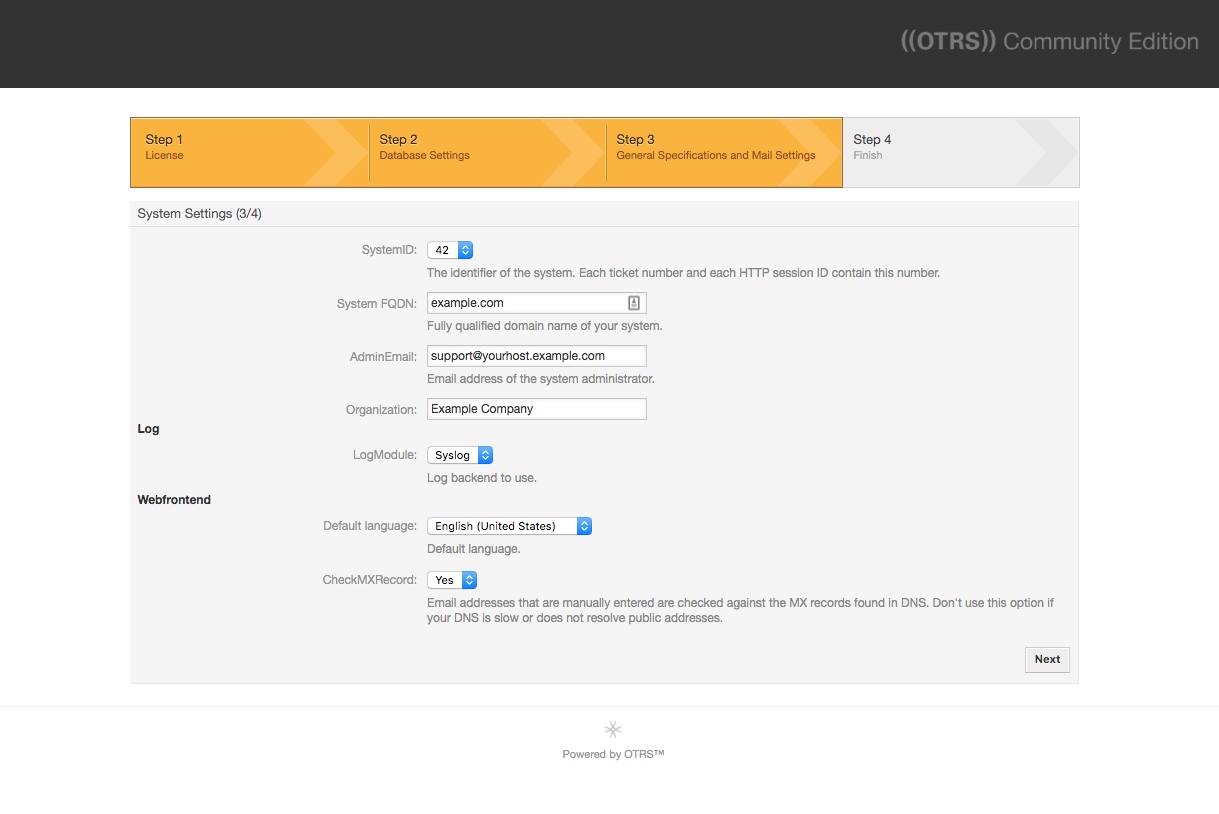 ((OTRS)) Community Edition
Step 1
License
Step 2
Database Settings
Step 3
General Specifications and Mail Settings
Step 4
Finish
System Settings (3/4)
SystemID: 42
The identifier of the system. Each ticket number and each HTTP session ID contain this number.
System FQDN: example.com
Fully qualified domain name of your system.
AdminEmail: support@yourhost.example.com
Email address of the system administrator.
Organization: Example Company
Log
LogModule: Syslog
Log backend to use.
Webfrontend
Default language: English (United States)
Default language.
CheckMXRecord: Yes
Email addresses that are manually entered are checked against the MX records found in DNS. Don't use this option if
your DNS is slow or does not resolve public addresses.
Next
Powered by OTRS™